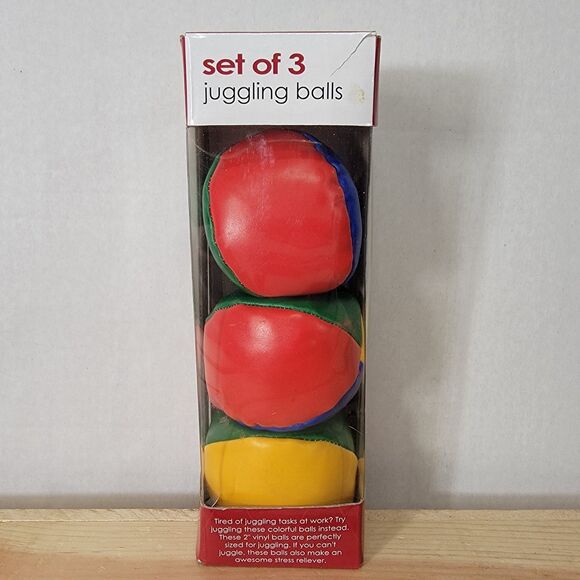 set of 3
juggling balls
Tired of juggling tasks at work? Try
juggling these colorful balls instead.
These 2" vinyl balls are perfectly
sized for juggling. If you can't
juggle, these balls also make an
awesome stress reliever.